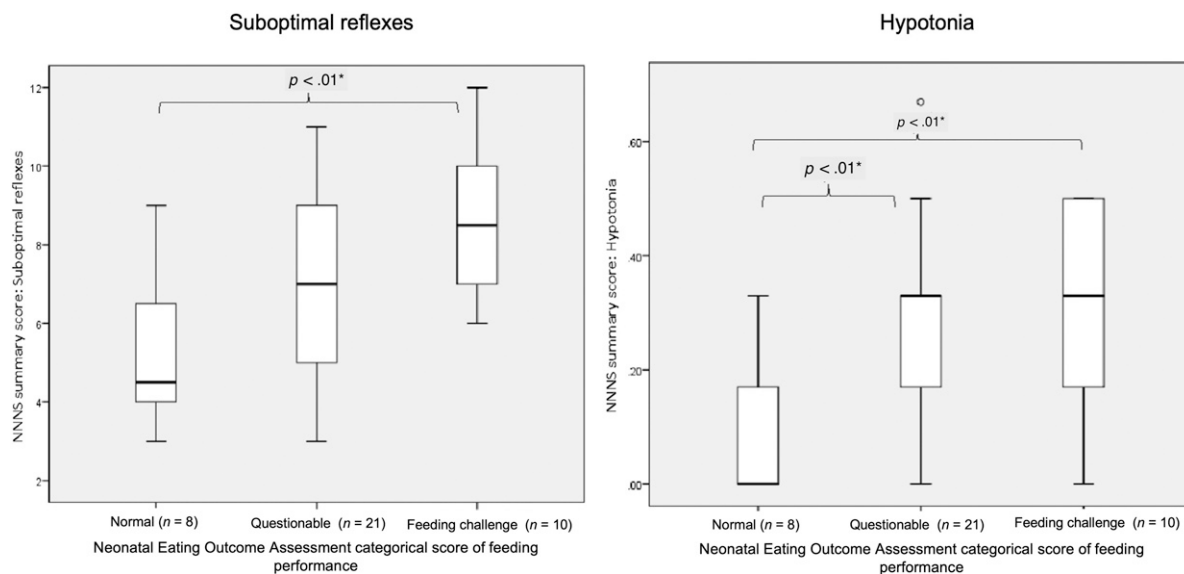 Suboptimal reflexes
p < .01*
12
10
8
6
4
2
NNNS summary score: Suboptimal reflexes
Normal (n = 8)
Questionable (n = 21)
Feeding challenge (n = 10)
Neonatal Eating Outcome Assessment categorical score of feeding
performance
Hypotonia
p < .01*
p < .01*
.60
.40
.20
.00
NNNS summary score: Hypotonia
Normal (n = 8)
Questionable (n = 21)
Feeding challenge (n = 10)
Neonatal Eating Outcome Assessment categorical score of feeding
performance